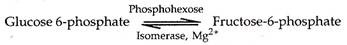 Phosphohexose
Glucose 6-phosphate ⇌ Fructose-6-phosphate
Isomerase, Mg²⁺